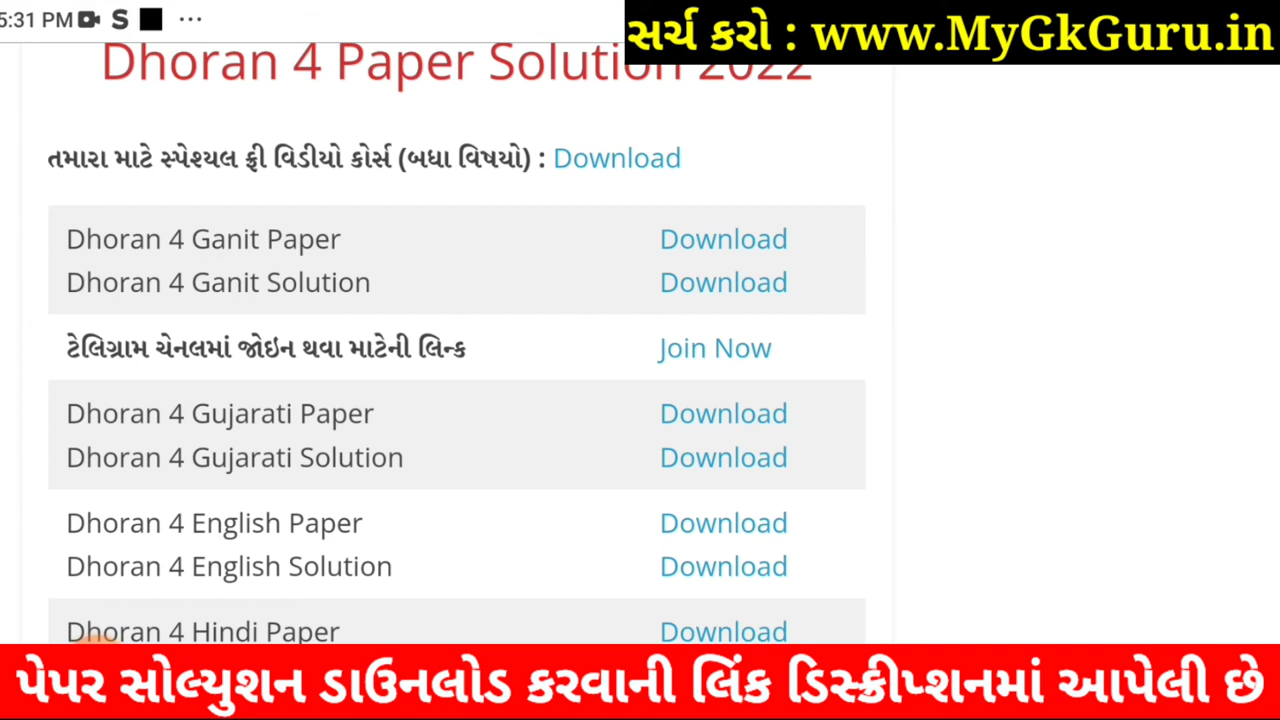 5:31 PM S ...
સર્ચ કરો : www.MyGkGuru.in
Dhoran 4 Paper Solution 2022
તમારા માટે સ્પેશ્યલ ફ્રી વિડીયો કોર્સ (બધા વિષયો) : Download
Dhoran 4 Ganit Paper Download
Dhoran 4 Ganit Solution Download
ટેલિગ્રામ ચેનલમાં જોઇન થવા માટેની લિન્ક Join Now
Dhoran 4 Gujarati Paper Download
Dhoran 4 Gujarati Solution Download
Dhoran 4 English Paper Download
Dhoran 4 English Solution Download
Dhoran 4 Hindi Paper Download
પેપર સોલ્યુશન ડાઉનલોડ કરવાની લિંક ડિસ્ક્રીપ્શનમાં આપેલી છે